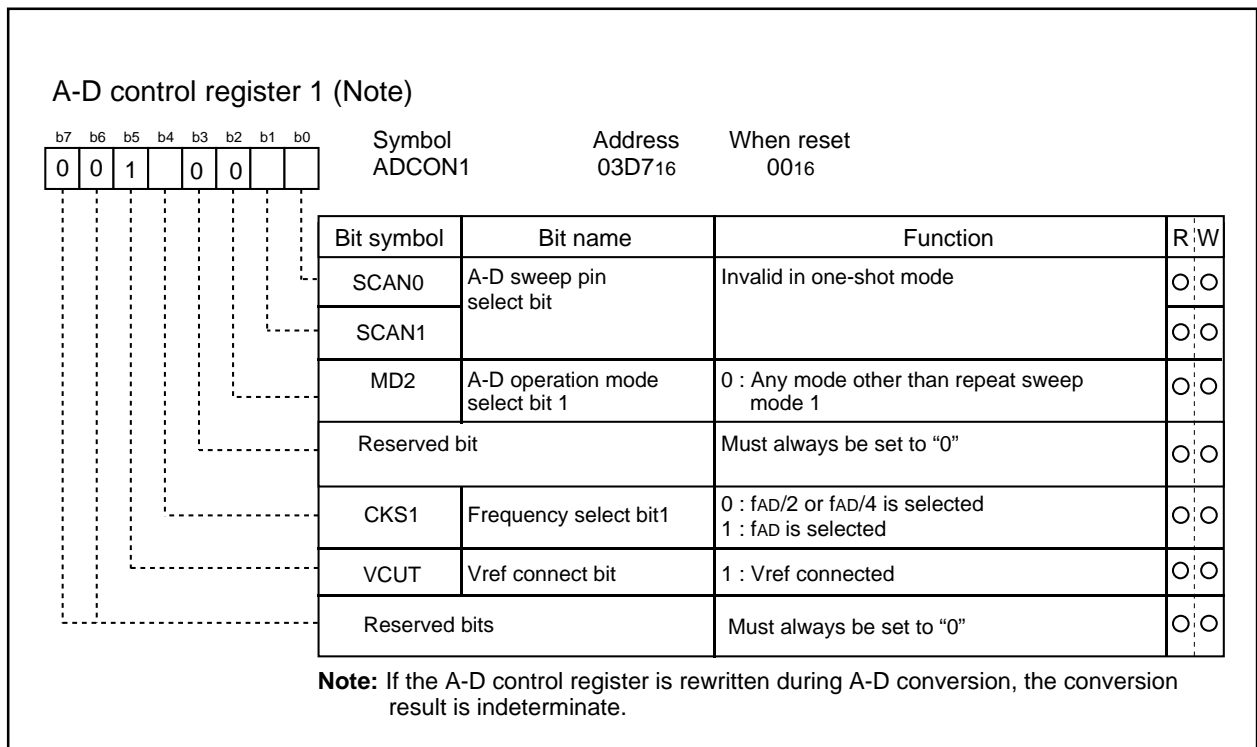 A-D control register 1 (Note)
b7 b6 b5 b4 b3 b2 b1 b0
0 0 1 0 0
Symbol Address When reset
ADCON1 03D716 0016
Bit symbol Bit name Function R W
SCAN0 A-D sweep pin Invalid in one-shot mode
select bit
SCAN1
MD2 A-D operation mode 0 : Any mode other than repeat sweep
select bit 1 mode 1
Reserved bit Must always be set to “0”
CKS1 Frequency select bit1 0 : fAD/2 or fAD/4 is selected
1 : fAD is selected
VCUT Vref connect bit 1 : Vref connected
Reserved bits Must always be set to “0”
Note: If the A-D control register is rewritten during A-D conversion, the conversion
result is indeterminate.